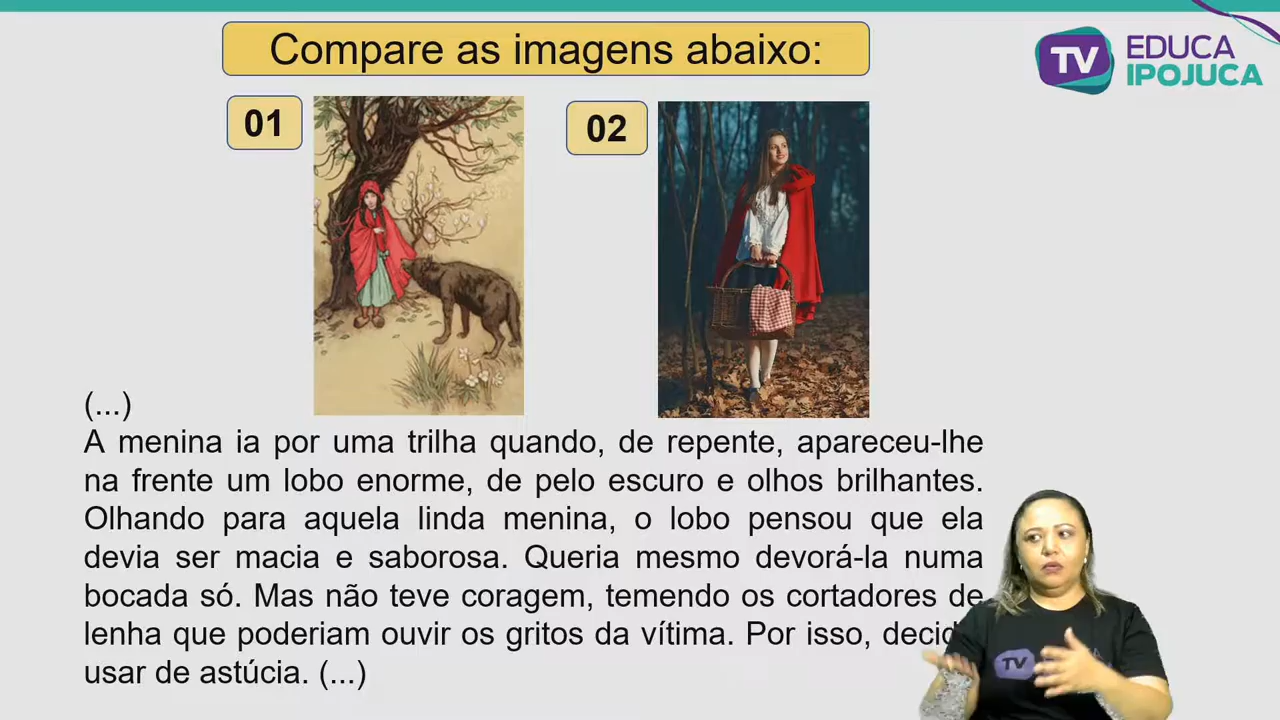 Compare as imagens abaixo:
TV EDUCA
IPOJUCA
01
02
(...)
A menina ia por uma trilha quando, de repente, apareceu-lhe
na frente um lobo enorme, de pelo escuro e olhos brilhantes.
Olhando para aquela linda menina, o lobo pensou que ela
devia ser macia e saborosa. Queria mesmo devorá-la numa
bocada só. Mas não teve coragem, temendo os cortadores de
lenha que poderiam ouvir os gritos da vítima. Por isso,
usar de astúcia. (...)
TV